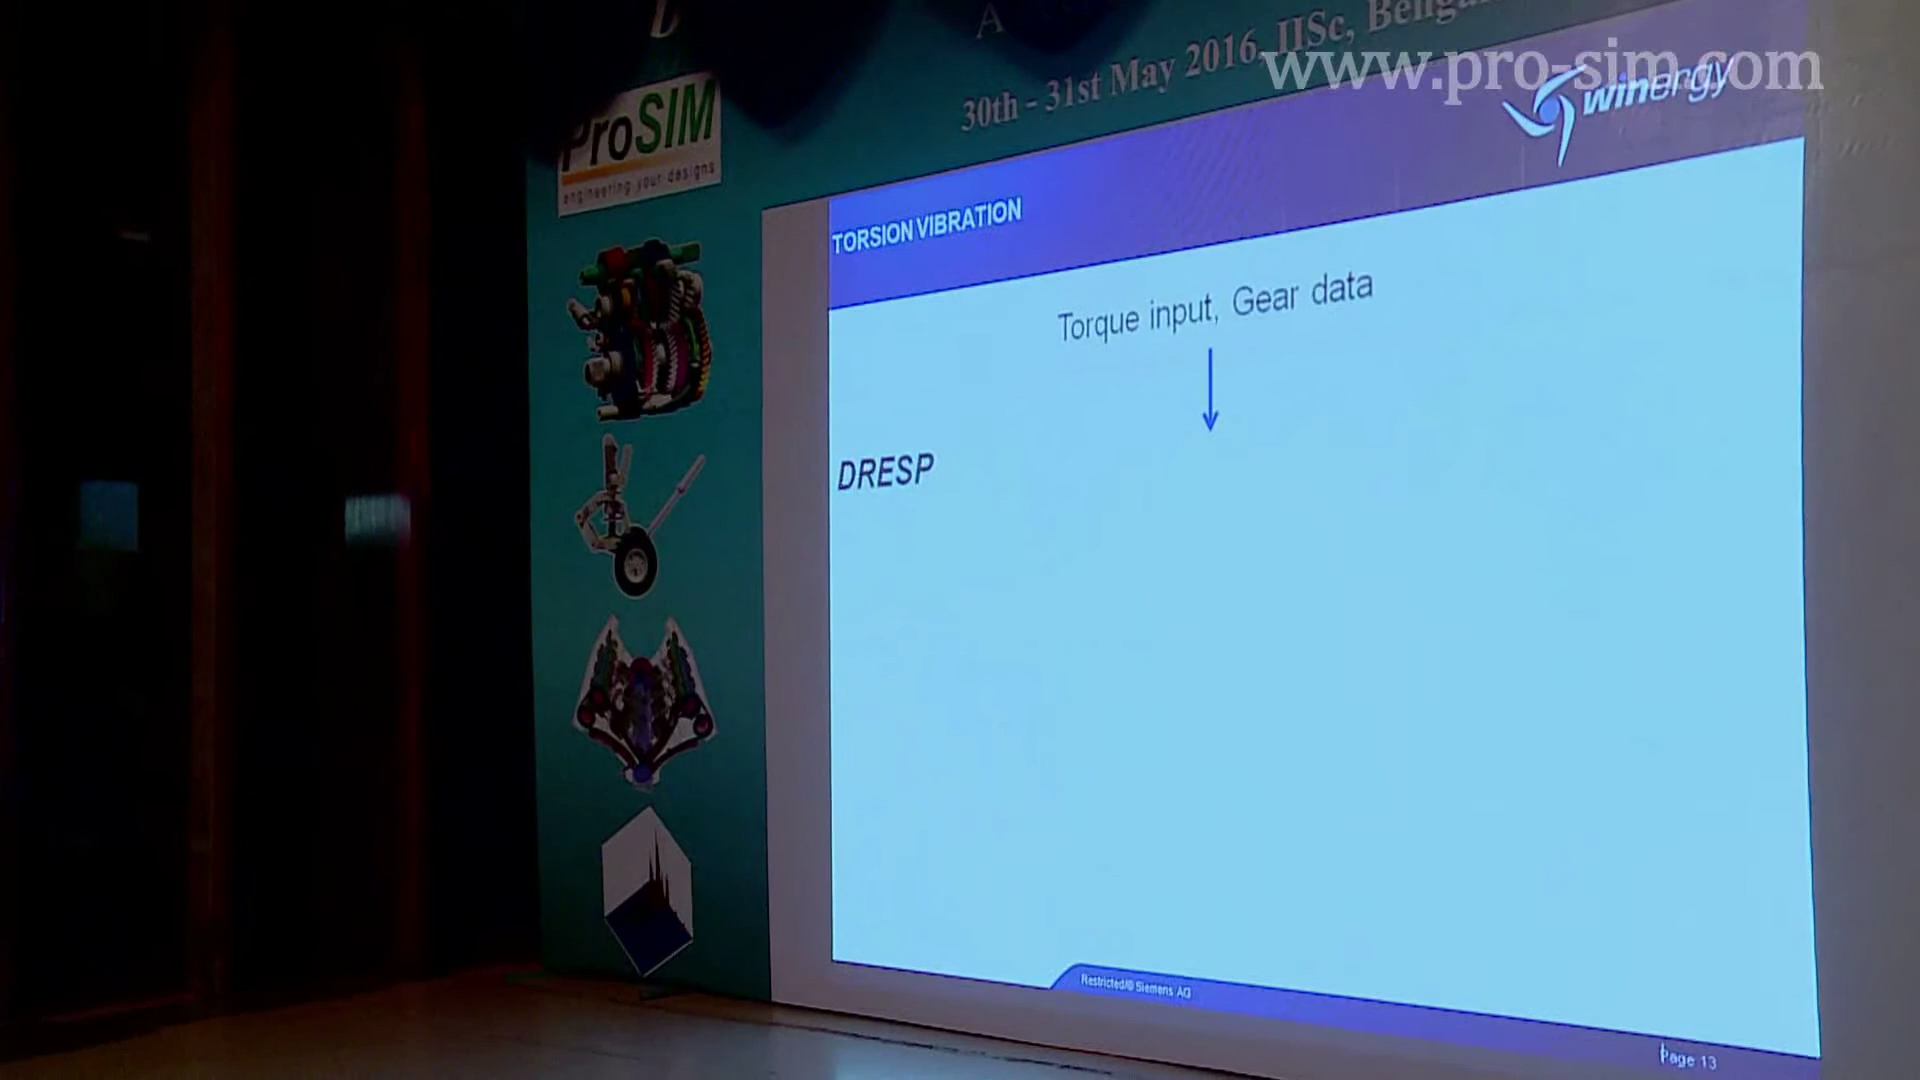 30th - 31st May 2016, IISc,
www.pro-sim.com
winergy
ProSIM
engineering your designs
TORSION VIBRATION
Torque input, Gear data
DRESP
Restricted/© Siemens AG
Page 13